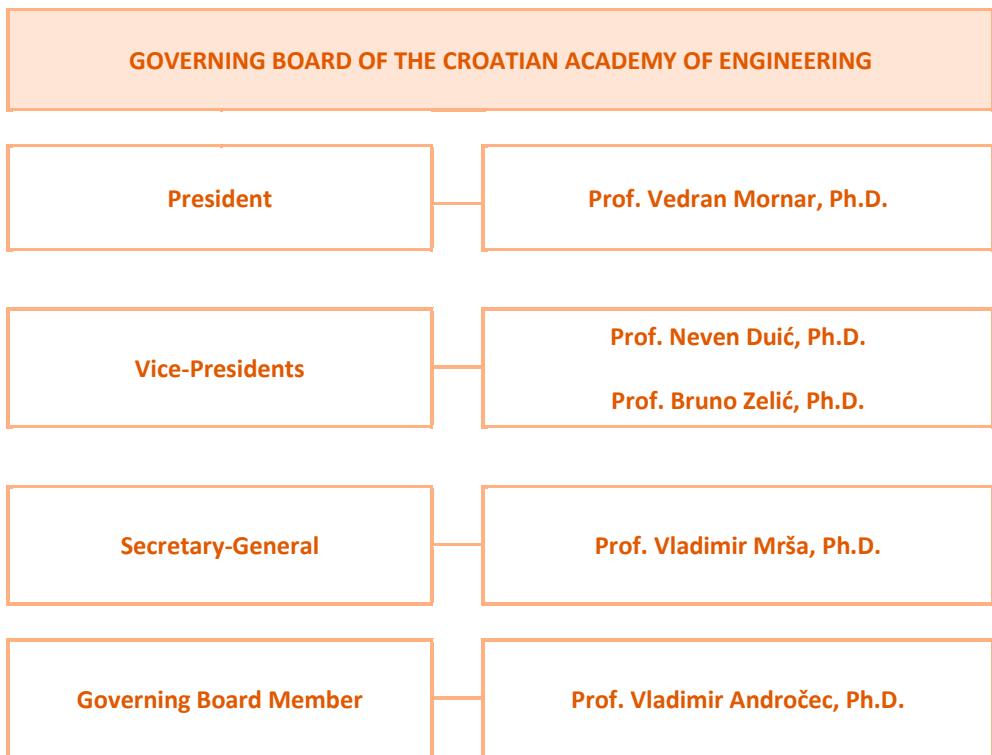 GOVERNING BOARD OF THE CROATIAN ACADEMY OF ENGINEERING
President
Prof. Vedran Mornar, Ph.D.
Vice-Presidents
Prof. Neven Duić, Ph.D.
Prof. Bruno Zelić, Ph.D.
Secretary-General
Prof. Vladimir Mrša, Ph.D.
Governing Board Member
Prof. Vladimir Andročec, Ph.D.